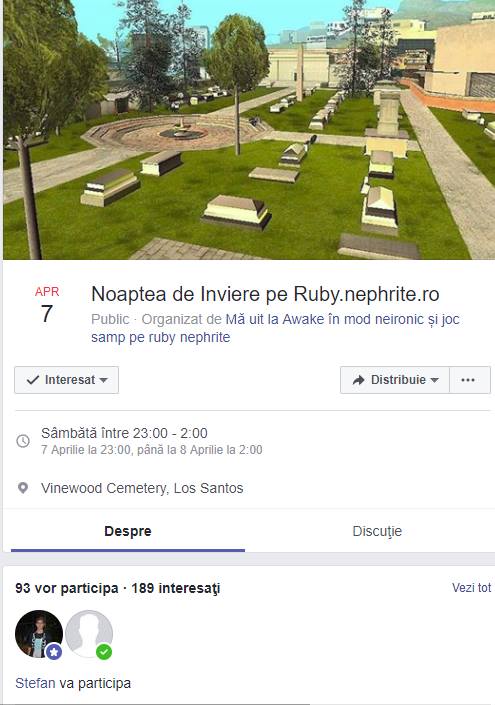 APR
7
Noaptea de Inviere pe Ruby.nephrite.ro
Public · Organizat de Mă uit la Awake în mod neironic și joc
samp pe ruby nephrite
Interesat
Distribuie
Sâmbătă între 23:00 - 2:00
7 Aprilie la 23:00, până la 8 Aprilie la 2:00
Vinewood Cemetery, Los Santos
Despre
Discuţie
93 vor participa · 189 interesaţi
Vezi tot
Stefan va participa